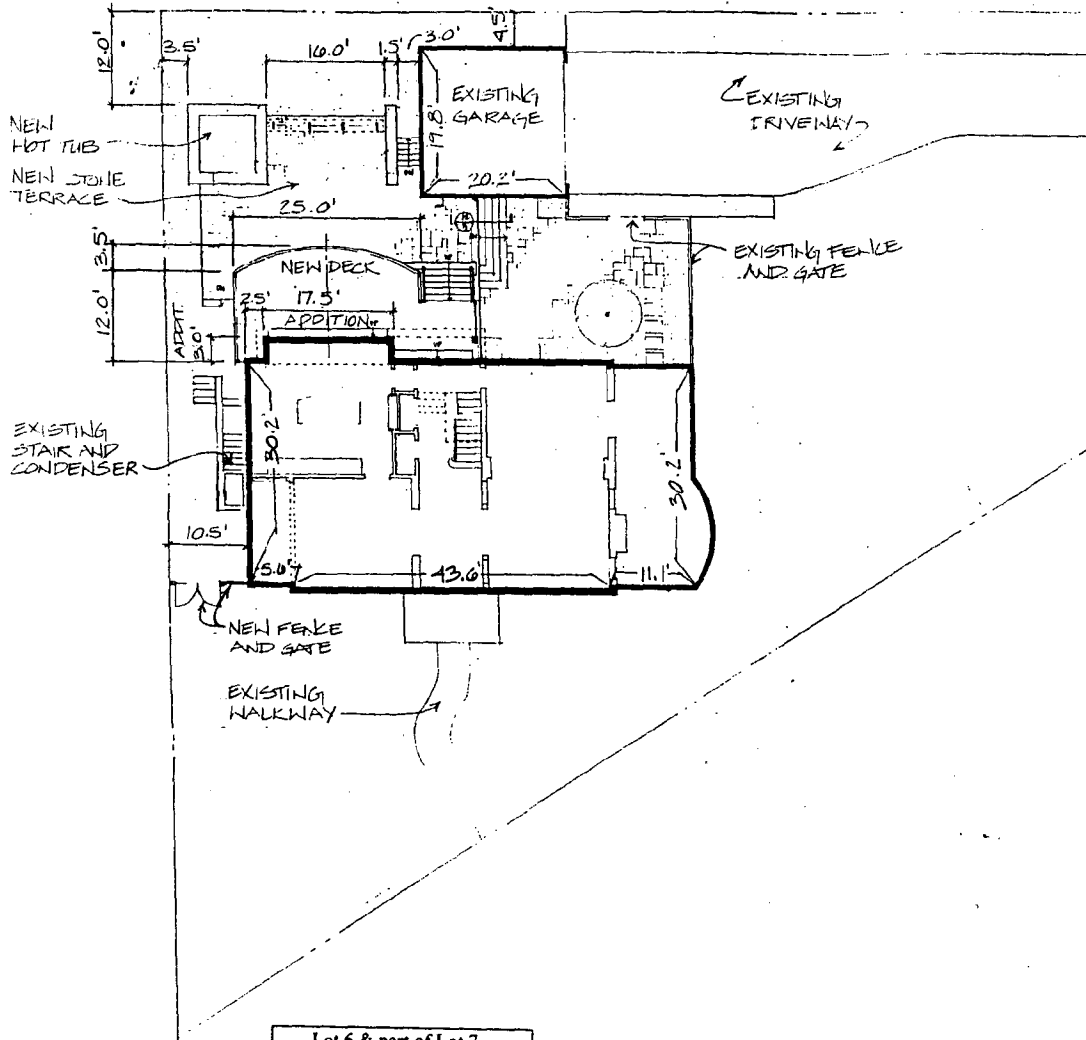 12.0'
3.5'
16.0'
1.5'
3.0'
4.5'
EXISTING
GARAGE
19.8'
20.2'
EXISTING
DRIVEWAY
NEW
HOT TUB
NEW STONE
TERRACE
25.0'
3.5'
NEW DECK
12.0'
2.5'
17.5'
ADDITION
ADDIT.
3.0'
EXISTING FENCE
AND GATE
EXISTING
STAIR AND
CONDENSER
30.2'
30.2'
10.5'
5.6'
43.6'
11.1'
NEW FENCE
AND GATE
EXISTING
WALKWAY
Lot 6 & part of Lot 7